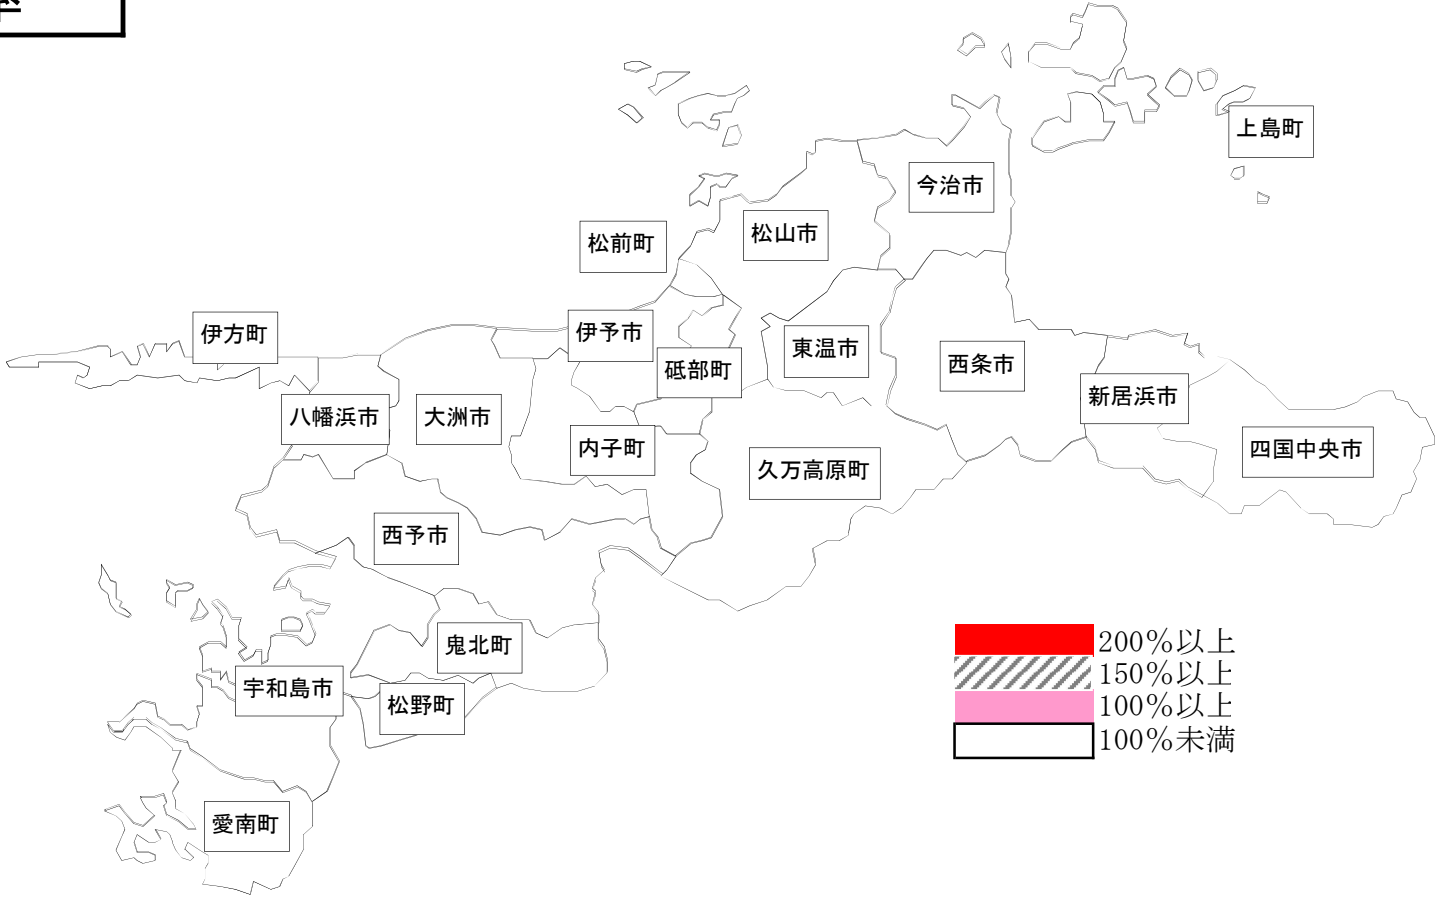 率
上島町
今治市
松山市
松前町
伊方町
伊予市
東温市
砥部町
西条市
新居浜市
八幡浜市
大洲市
内子町
久万高原町
四国中央市
西予市
鬼北町
宇和島市
松野町
愛南町
200％以上
150％以上
100％以上
100％未満